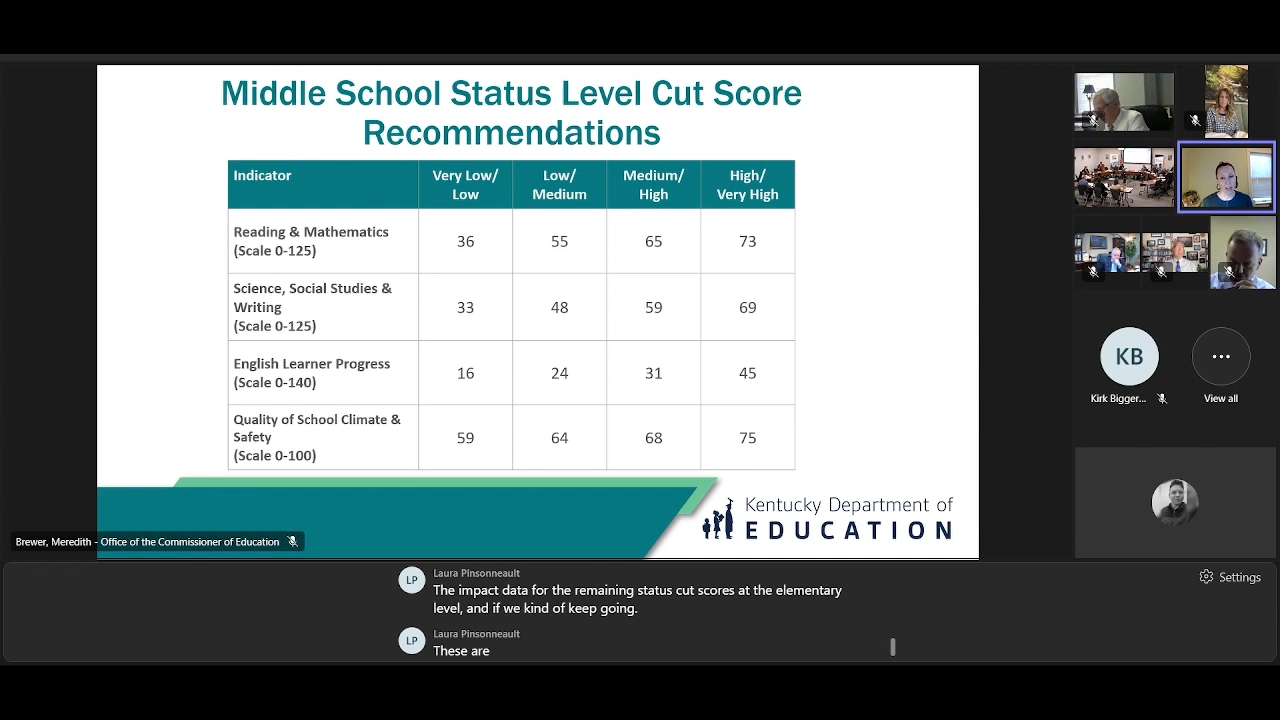 Middle School Status Level Cut Score
Recommendations
Indicator
Very Low/
Low
Low/
Medium
Medium/
High
High/
Very High
Reading & Mathematics
(Scale 0-125)
36
55
65
73
Science, Social Studies &
Writing
(Scale 0-125)
33
48
59
69
English Learner Progress
(Scale 0-140)
16
24
31
45
Quality of School Climate &
Safety
(Scale 0-100)
59
64
68
75
Kentucky Department of
EDUCATION
Brewer, Meredith - Office of the Commissioner of Education
KB
Kirk Bigger...
View all
LP
Laura Pinsonneault
The impact data for the remaining status cut scores at the elementary
level, and if we kind of keep going.
LP
Laura Pinsonneault
These are
Settings